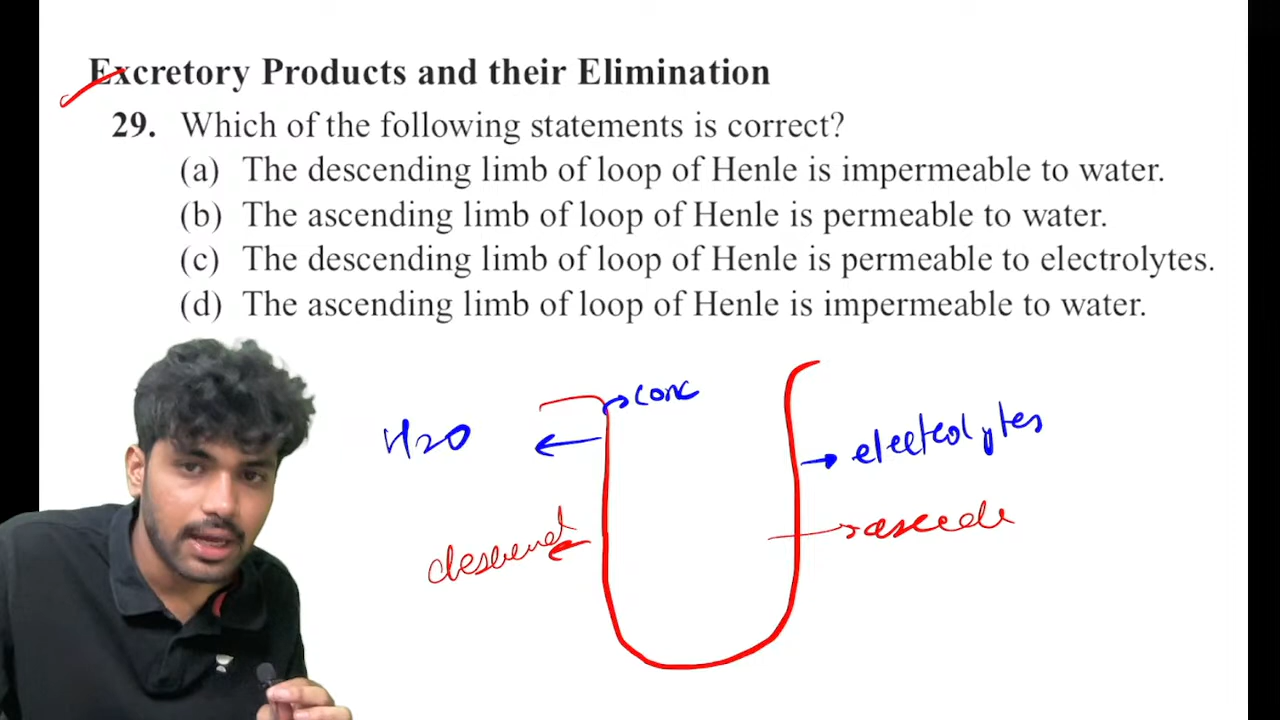 Excretory Products and their Elimination
29. Which of the following statements is correct?
(a) The descending limb of loop of Henle is impermeable to water.
(b) The ascending limb of loop of Henle is permeable to water.
(c) The descending limb of loop of Henle is permeable to electrolytes.
(d) The ascending limb of loop of Henle is impermeable to water.
conc
H2O
electrolytes